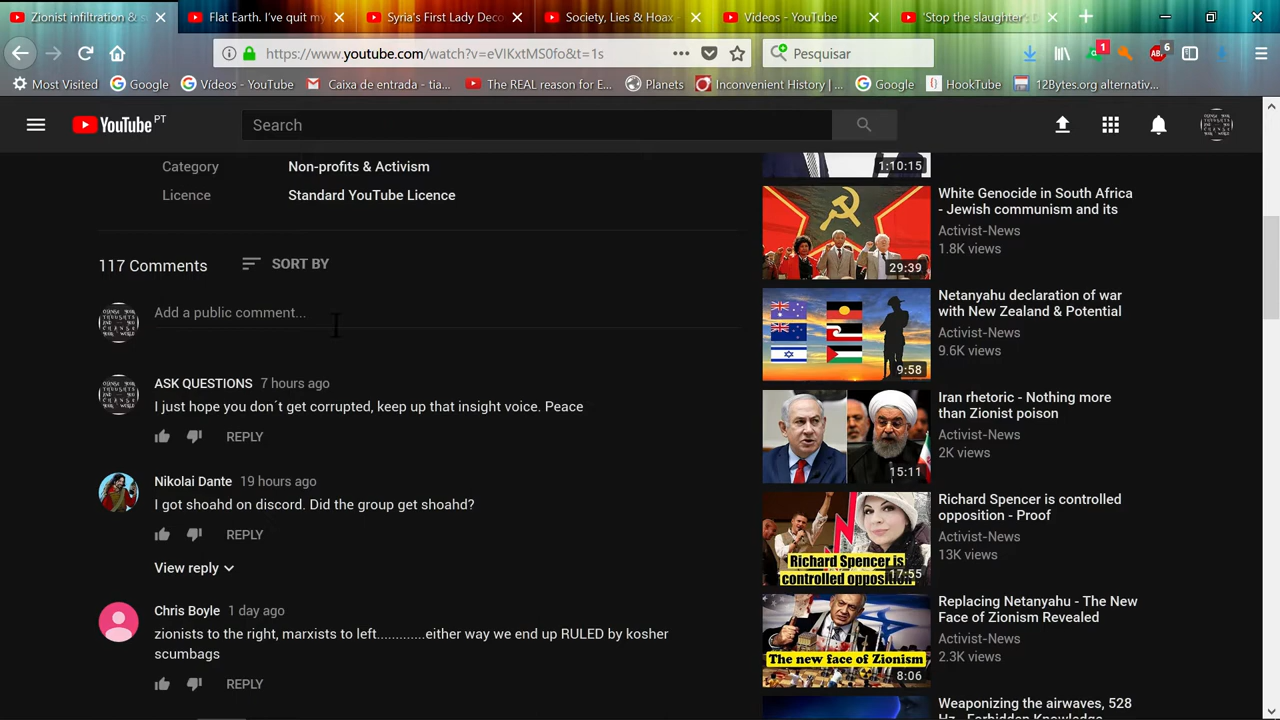 Zionist infiltration & s
Flat Earth. I've quit my
Syria's First Lady Deco
Society, Lies & Hoax -
Videos - YouTube
'Stop the slaughter':
https://www.youtube.com/watch?v=eVlKxtMS0fo&t=1s
Pesquisar
1
6
Most Visited
Google
Vídeos - YouTube
Caixa de entrada - tia...
The REAL reason for E...
Planets
Inconvenient History | ...
Google
HookTube
12Bytes.org alternativ...
YouTube PT
Search
Category Non-profits & Activism
Licence Standard YouTube Licence
117 Comments SORT BY
Add a public comment...
ASK QUESTIONS 7 hours ago
I just hope you don´t get corrupted, keep up that insight voice. Peace
REPLY
Nikolai Dante 19 hours ago
I got shoahd on discord. Did the group get shoahd?
REPLY
View reply
Chris Boyle 1 day ago
zionists to the right, marxists to left.............either way we end up RULED by kosher
scumbags
REPLY
1:10:15
29:39
White Genocide in South Africa
- Jewish communism and its
Activist-News
1.8K views
9:58
Netanyahu declaration of war
with New Zealand & Potential
Activist-News
9.6K views
15:11
Iran rhetoric - Nothing more
than Zionist poison
Activist-News
2K views
Richard Spencer is
controlled opposition
17:55
Richard Spencer is controlled
opposition - Proof
Activist-News
13K views
The new face of Zionism
8:06
Replacing Netanyahu - The New
Face of Zionism Revealed
Activist-News
2.3K views
Weaponizing the airwaves, 528
Hz - Forbidden Knowledge